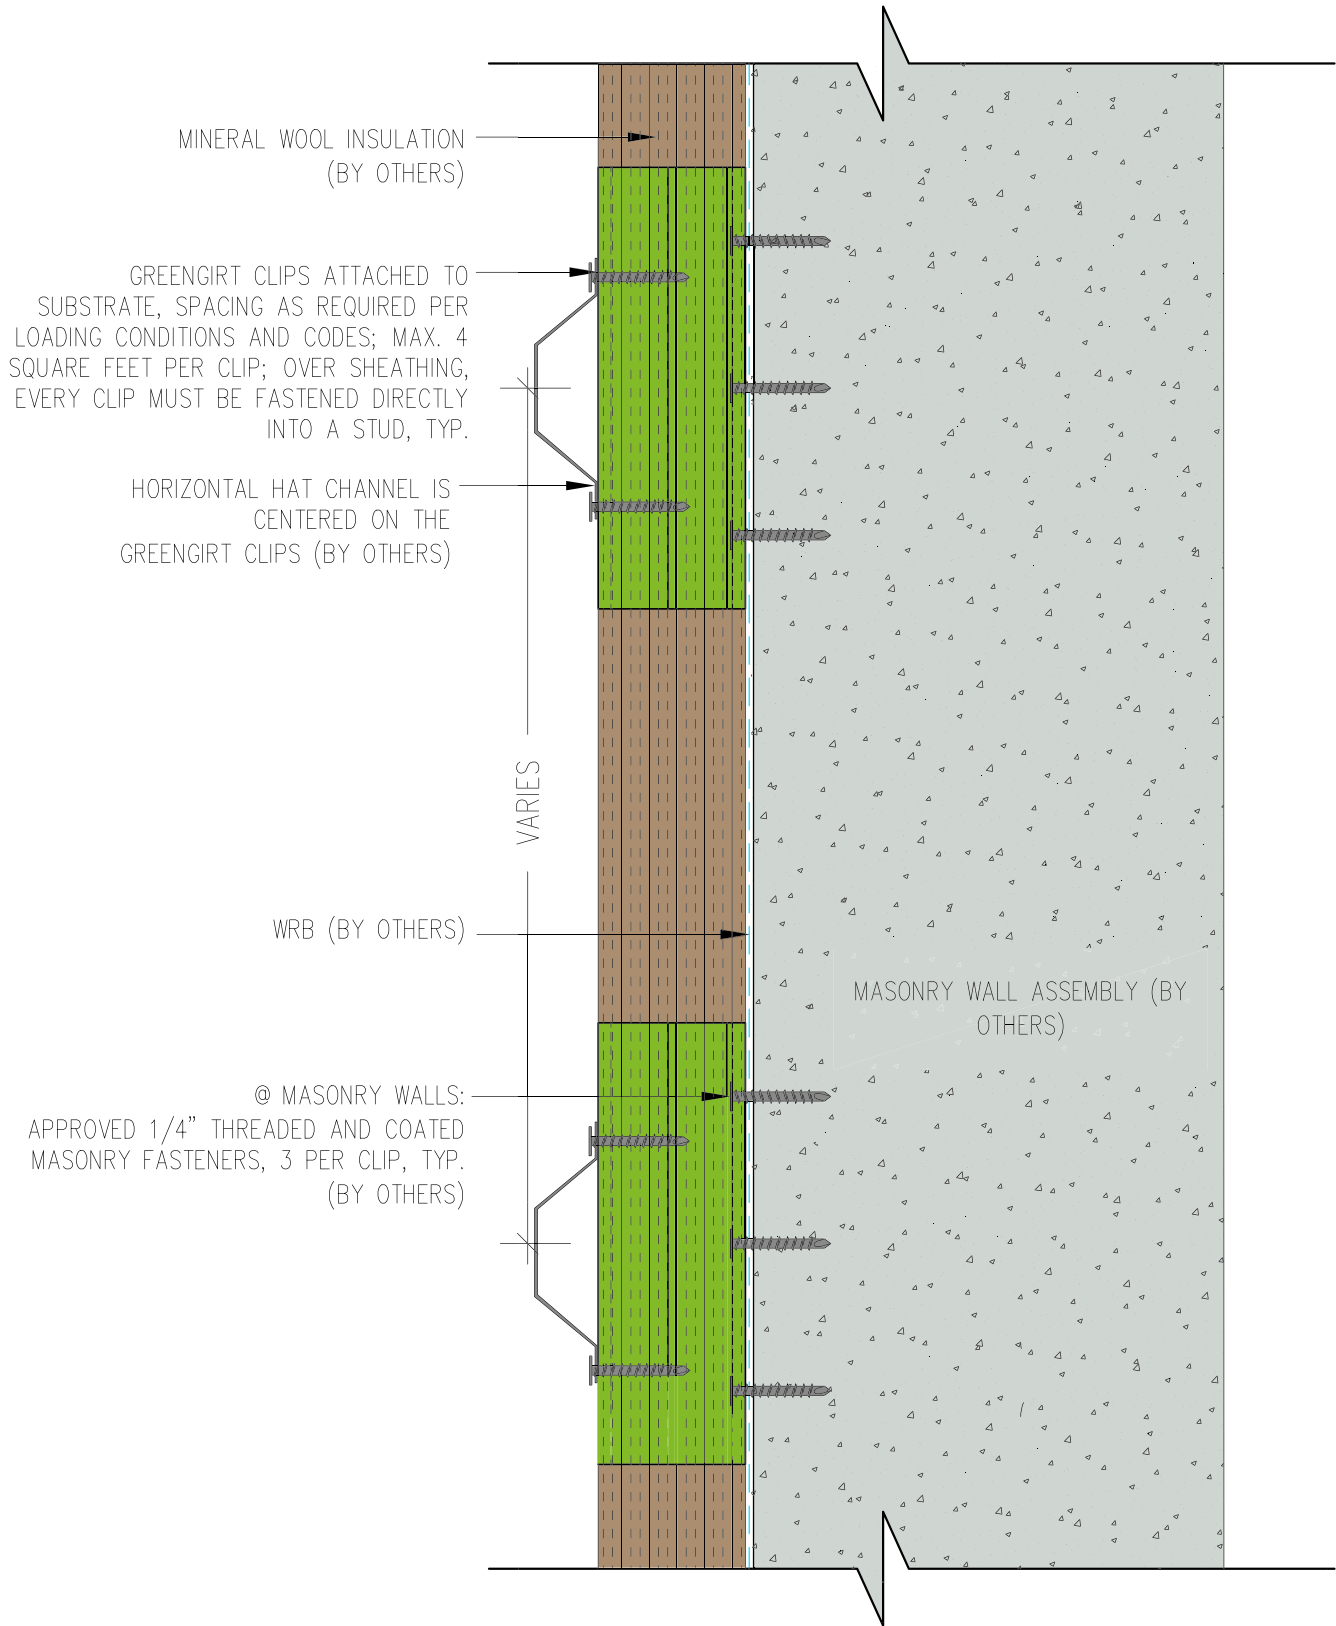 MINERAL WOOL INSULATION
(BY OTHERS)
GREENGIRT CLIPS ATTACHED TO
SUBSTRATE, SPACING AS REQUIRED PER
LOADING CONDITIONS AND CODES; MAX. 4
SQUARE FEET PER CLIP; OVER SHEATHING,
EVERY CLIP MUST BE FASTENED DIRECTLY
INTO A STUD, TYP.
HORIZONTAL HAT CHANNEL IS
CENTERED ON THE
GREENGIRT CLIPS (BY OTHERS)
VARIES
WRB (BY OTHERS)
MASONRY WALL ASSEMBLY (BY
OTHERS)
@ MASONRY WALLS:
APPROVED 1/4" THREADED AND COATED
MASONRY FASTENERS, 3 PER CLIP, TYP.
(BY OTHERS)